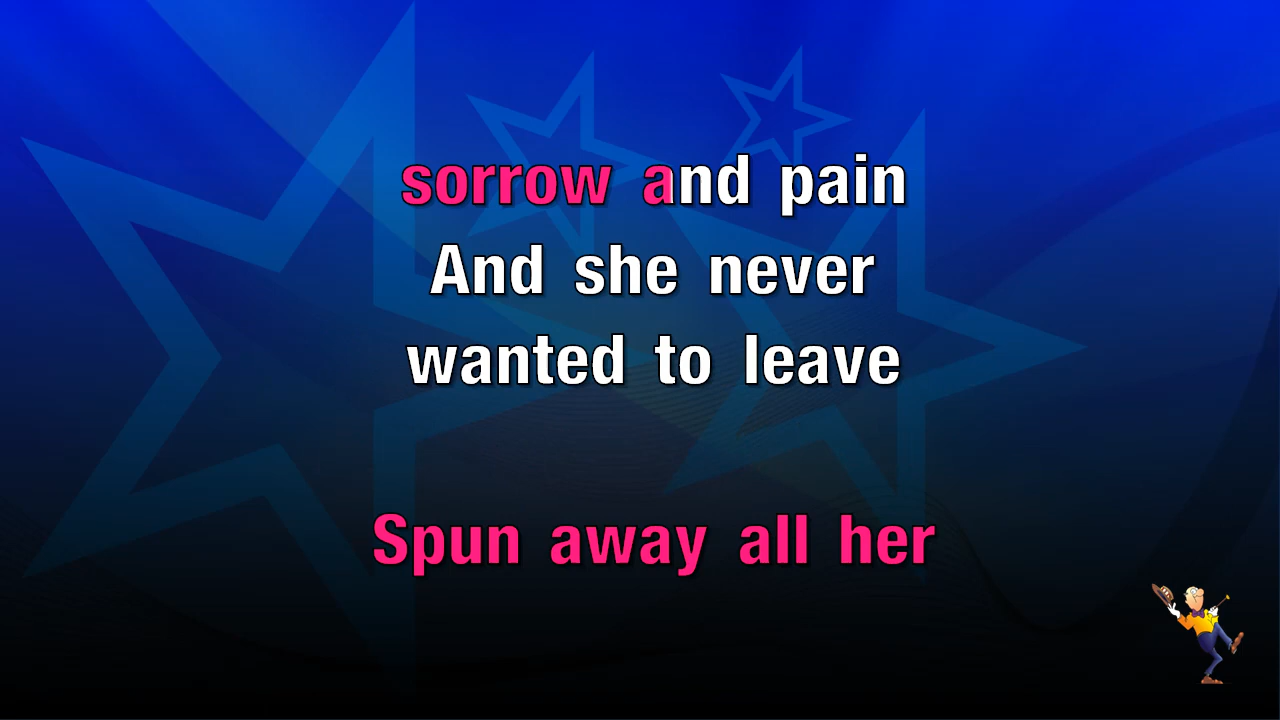 sorrow and pain
And she never
wanted to leave
Spun away all her